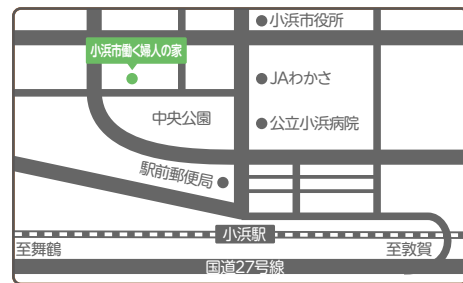 小浜市役所
小浜市働く婦人の家
JAわかさ
中央公園
公立小浜病院
駅前郵便局
小浜駅
至舞鶴
至敦賀
国道27号線